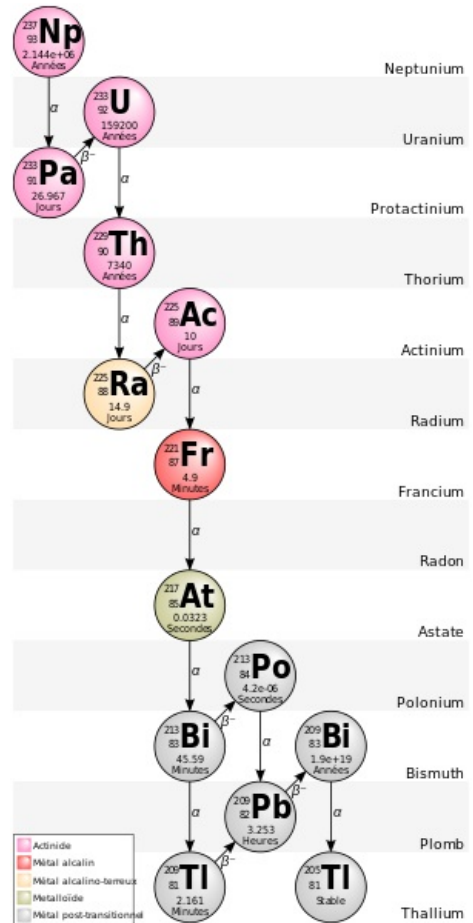 237
93 Np
2.144e+06
Années
Neptunium
α
233
92 U
159200
Années
Uranium
β⁻
233
91 Pa
26.967
Jours
α
Protactinium
229
90 Th
7340
Années
Thorium
α
225
89 Ac
10
Jours
Actinium
β⁻
225
88 Ra
14.9
Jours
α
Radium
221
87 Fr
4.9
Minutes
Francium
α
Radon
217
85 At
0.0323
Secondes
Astate
α
213
84 Po
4.2e-06
Secondes
Polonium
β⁻
213
83 Bi
45.59
Minutes
α
209
83 Bi
1.9e+19
Années
Bismuth
β⁻
α
209
82 Pb
3.253
Heures
α
Plomb
β⁻
209
81 Tl
2.161
Minutes
205
81 Tl
Stable
Thallium
Actinide
Métal alcalin
Métal alcalino-terreux
Metalloïde
Métal post-transitionnel